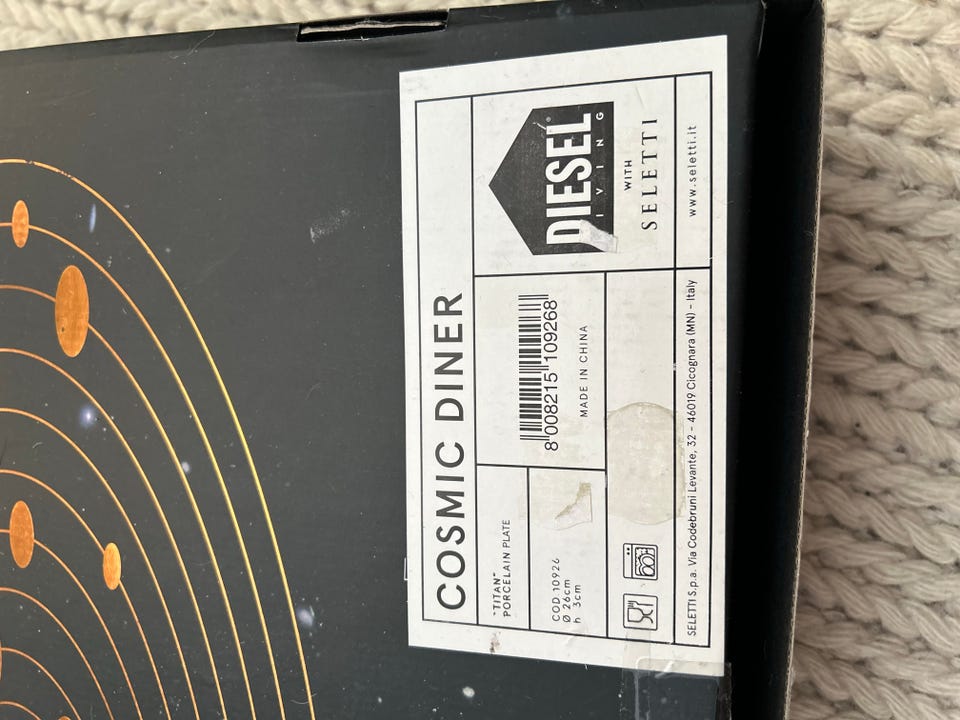 COSMIC DINER
"TITAN"
PORCELAIN PLATE
COD 10926
Ø 26cm
h 3cm
8 008215 109268
MADE IN CHINA
DIESEL
IVING
WITH
SELETTI
SELETTI S.p.a. Via Codebruni Levante, 32 - 46019 Cicognara (MN) - Italy
www.seletti.it